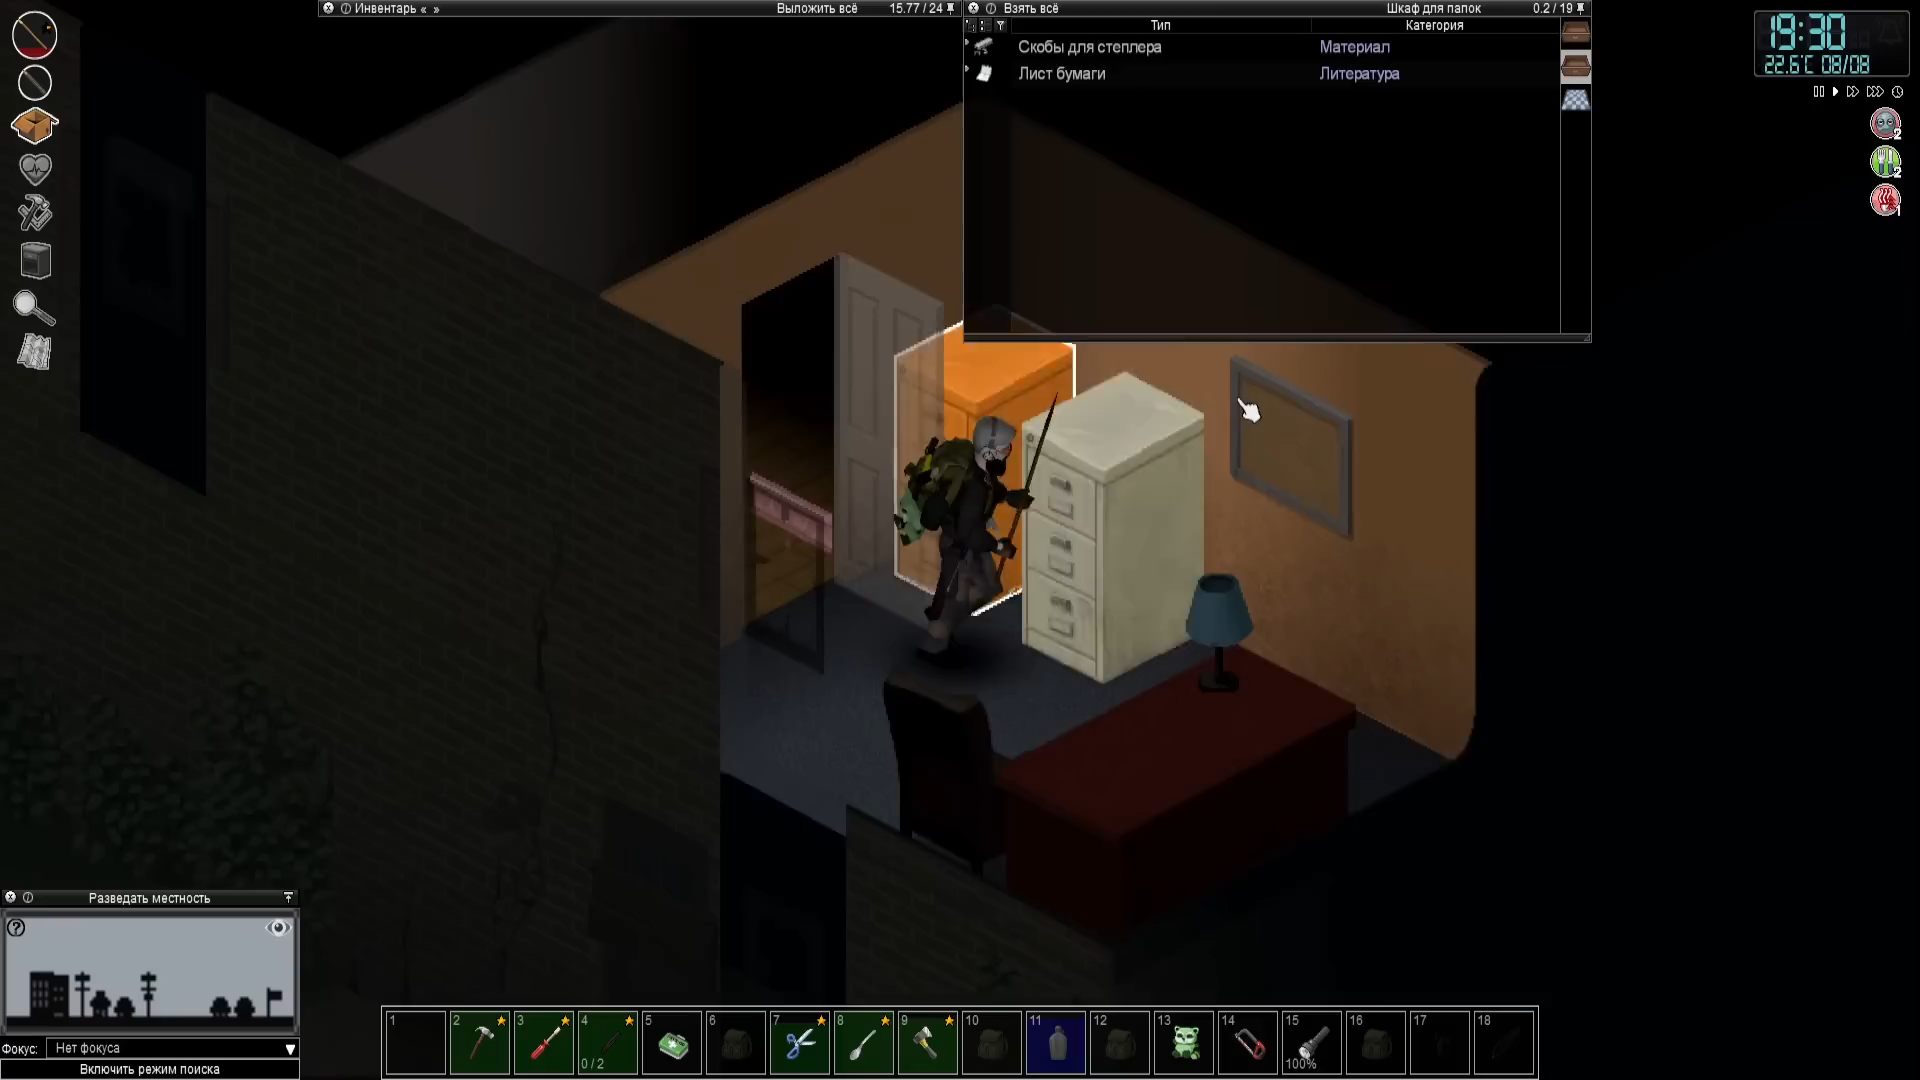 Инвентарь « »
Выложить всё
15.77 / 24
Взять всё
Шкаф для папок
0.2 / 19
Тип
Категория
Скобы для степлера
Материал
Лист бумаги
Литература
19:30
22.6°C 08/08
2
2
1
Разведать местность
?
Фокус:
Нет фокуса
Включить режим поиска
1
2
3
4
0 / 2
5
6
7
8
9
10
11
12
13
14
15
100%
16
17
18